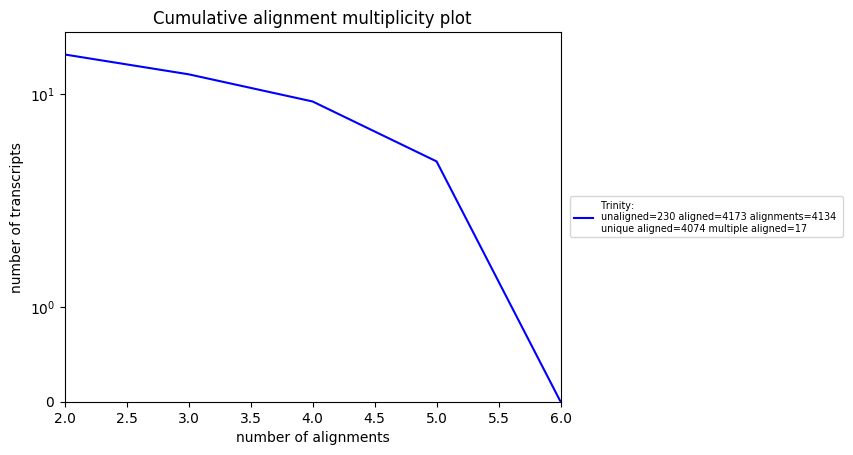 Cumulative alignment multiplicity plot
number of transcripts
10¹
10⁰
0
2.0 2.5 3.0 3.5 4.0 4.5 5.0 5.5 6.0
number of alignments
Trinity:
unaligned=230 aligned=4173 alignments=4134
unique aligned=4074 multiple aligned=17